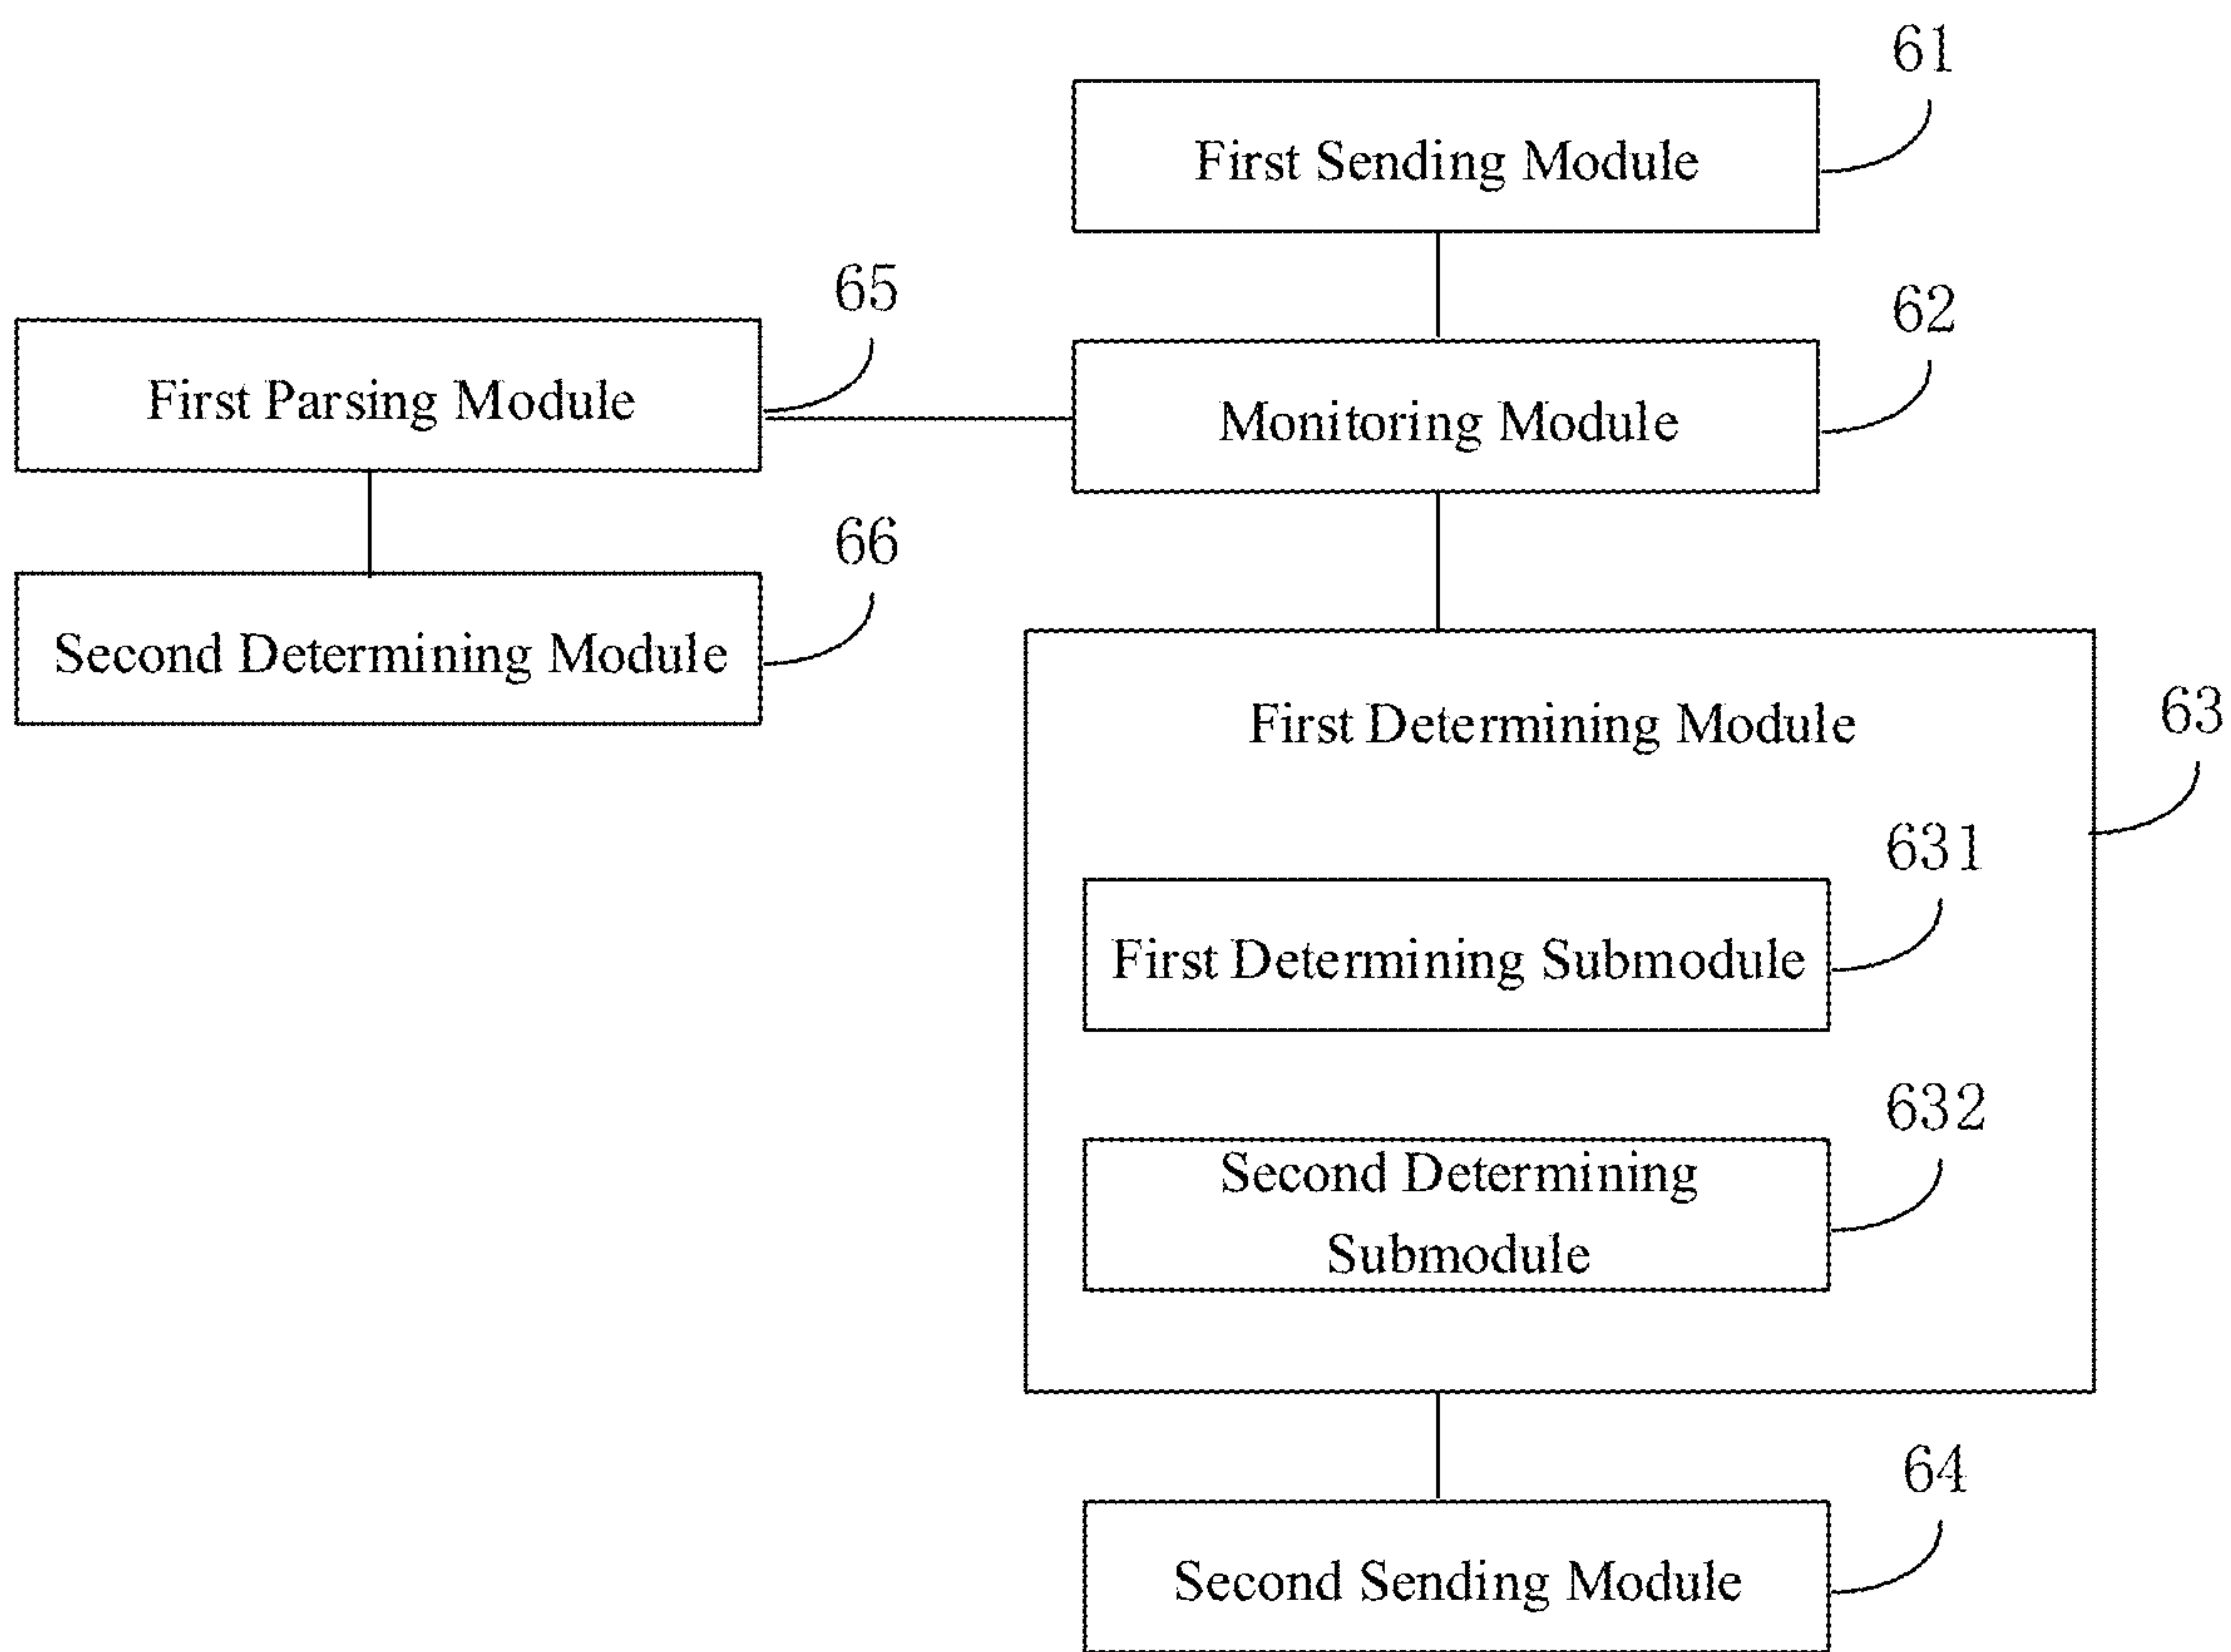 61
First Sending Module
65
62
First Parsing Module
Monitoring Module
66
Second Determining Module
63
First Determining Module
631
First Determining Submodule
632
Second Determining
Submodule
64
Second Sending Module